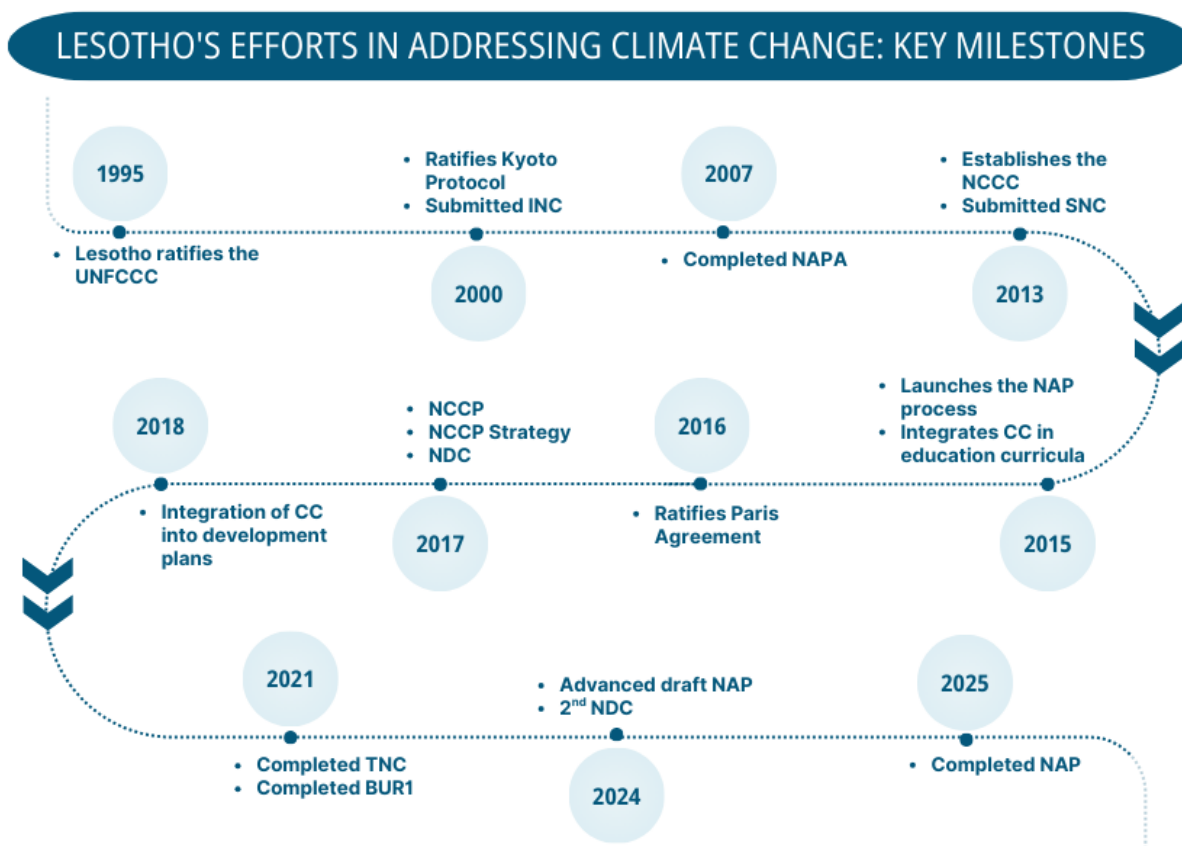 LESOTHO'S EFFORTS IN ADDRESSING CLIMATE CHANGE: KEY MILESTONES
1995
• Lesotho ratifies the
UNFCCC
• Ratifies Kyoto
Protocol
• Submitted INC
2000
2007
• Completed NAPA
• Establishes the
NCCC
• Submitted SNC
2013
• Launches the NAP
process
• Integrates CC in
education curricula
2015
2016
• Ratifies Paris
Agreement
• NCCP
• NCCP Strategy
• NDC
2017
2018
• Integration of CC
into development
plans
2021
• Completed TNC
• Completed BUR1
• Advanced draft NAP
• 2nd NDC
2024
2025
• Completed NAP